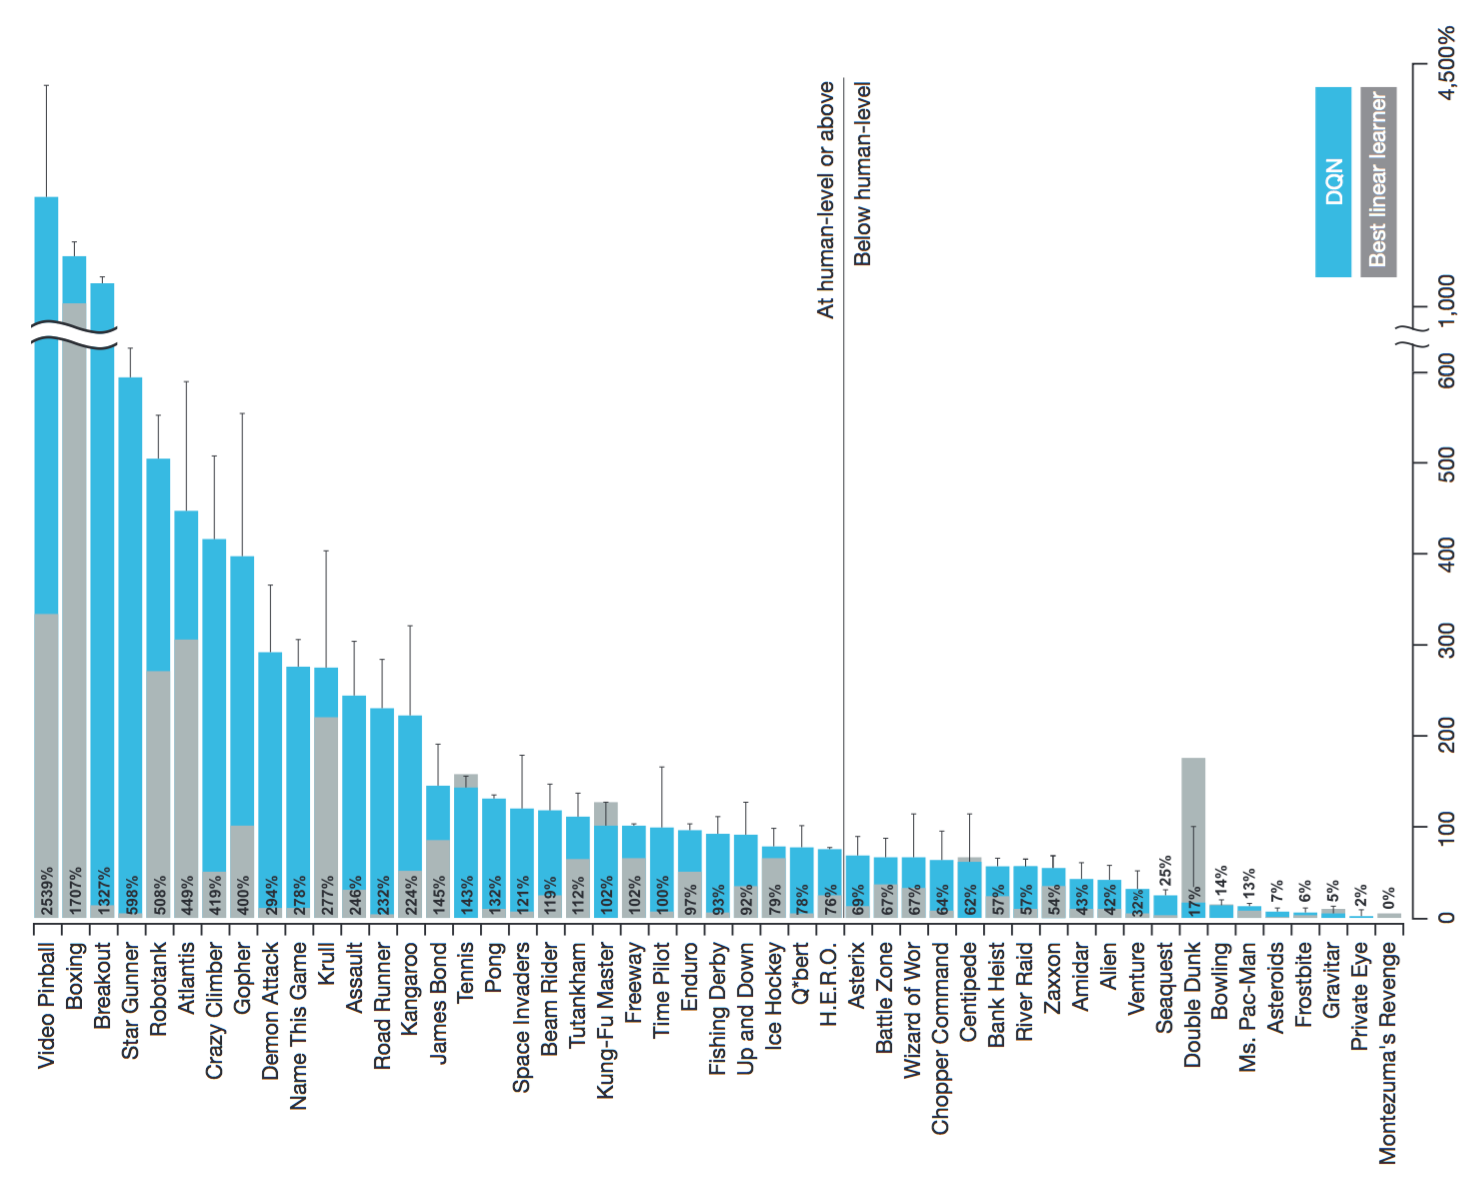 Video Pinball 2539%
Boxing 1707%
Breakout 1327%
Star Gunner 598%
Robotank 508%
Atlantis 449%
Crazy Climber 419%
Gopher 400%
Demon Attack 294%
Name This Game 278%
Krull 277%
Assault 246%
Road Runner 232%
Kangaroo 224%
James Bond 145%
Tennis 143%
Pong 132%
Space Invaders 121%
Beam Rider 119%
Tutankham 112%
Kung-Fu Master 102%
Freeway 102%
Time Pilot 100%
Enduro 97%
Fishing Derby 93%
Up and Down 92%
Ice Hockey 79%
Q*bert 78%
H.E.R.O. 76%
At human-level or above
Below human-level
Asterix 69%
Battle Zone 67%
Wizard of Wor 67%
Chopper Command 64%
Centipede 62%
Bank Heist 57%
River Raid 57%
Zaxxon 54%
Amidar 43%
Alien 42%
Venture 32%
Seaquest 25%
Double Dunk 17%
Bowling 14%
Ms. Pac-Man 13%
Asteroids 7%
Frostbite 6%
Gravitar 5%
Private Eye 2%
Montezuma's Revenge 0%
DQN
Best linear learner
0 100 200 300 400 500 600 1,000 4,500%